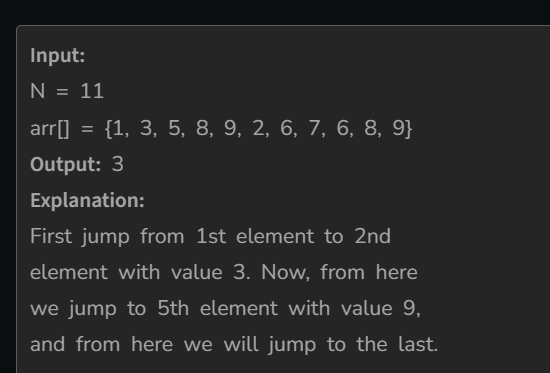 Input:
N = 11
arr[] = {1, 3, 5, 8, 9, 2, 6, 7, 6, 8, 9}
Output: 3
Explanation:
First jump from 1st element to 2nd
element with value 3. Now, from here
we jump to 5th element with value 9,
and from here we will jump to the last.